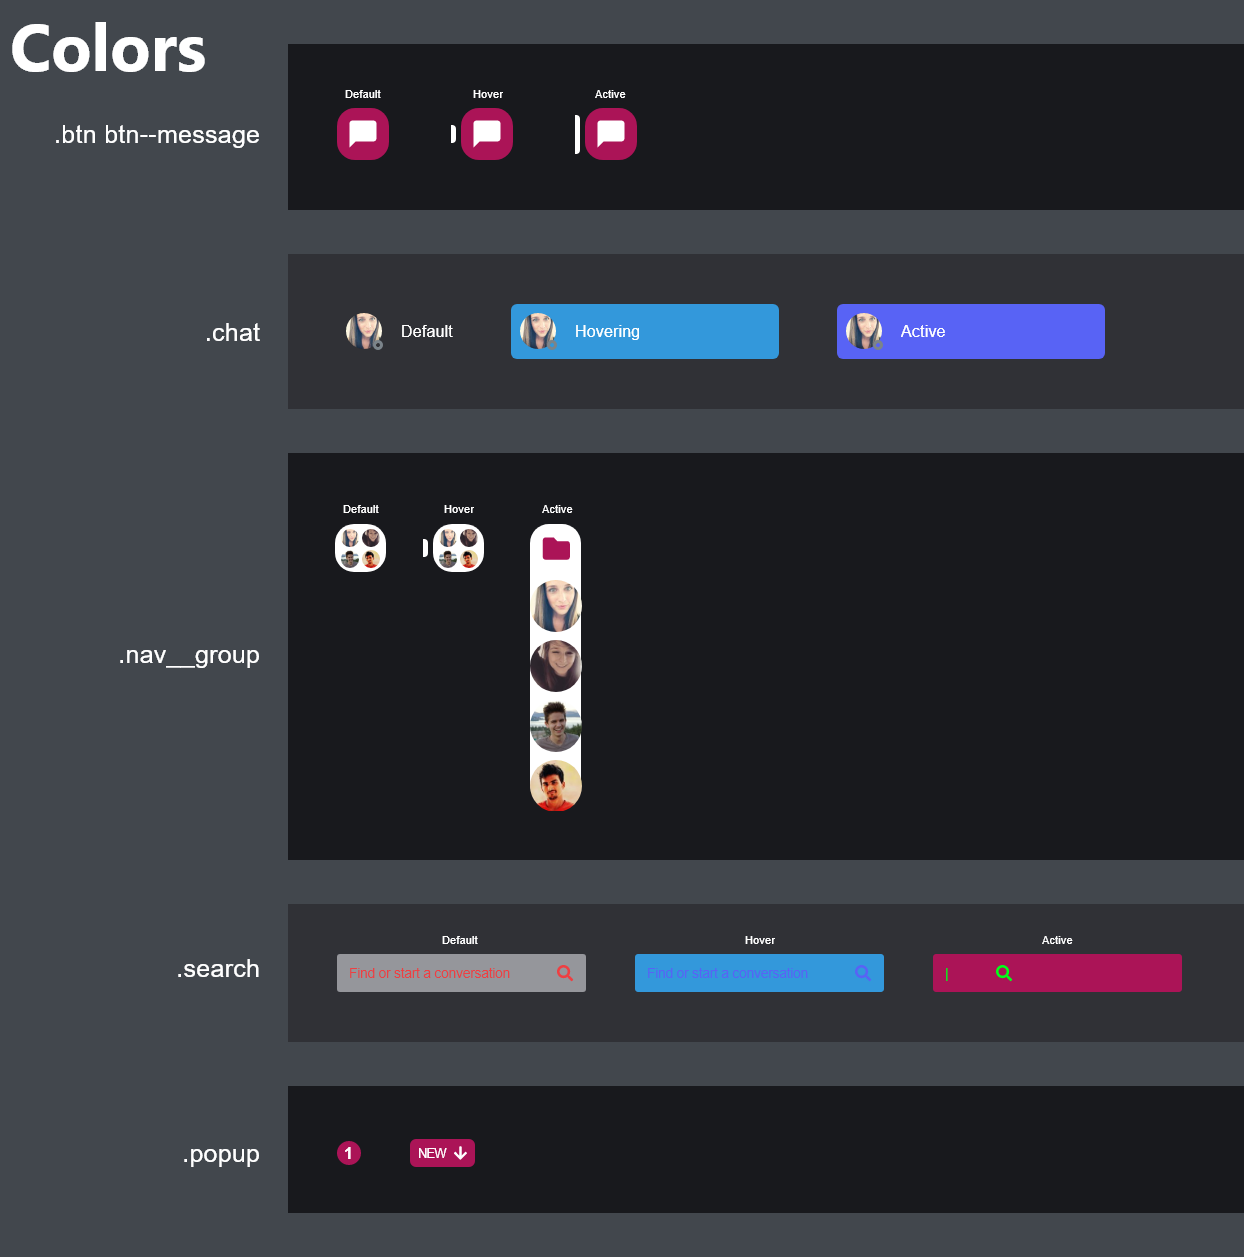 Colors
.btn btn--message
Default
Hover
Active
.chat
Default
Hovering
Active
.nav__group
Default
Hover
Active
.search
Default
Hover
Active
Find or start a conversation
Find or start a conversation
.popup
1
NEW